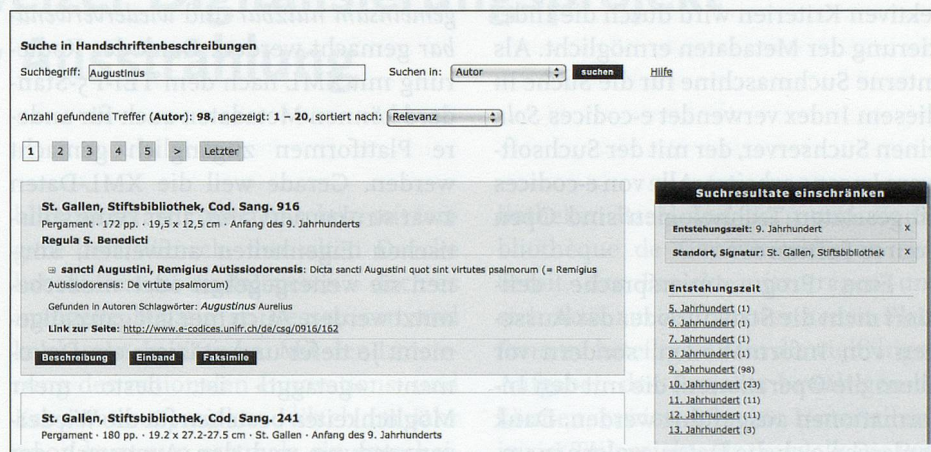 Suche in Handschriftenbeschreibungen
Suchbegriff: Augustinus Suchen in: Autor suchen Hilfe
Anzahl gefundene Treffer (Autor): 98, angezeigt: 1 – 20, sortiert nach: Relevanz
1 2 3 4 5 > Letzter
St. Gallen, Stiftsbibliothek, Cod. Sang. 916
Pergament · 172 pp. · 19,5 x 12,5 cm · Anfang des 9. Jahrhunderts
Regula S. Benedicti
sancti Augustini, Remigius Autissiodorensis: Dicta sancti Augustini quot sint virtutes psalmorum (= Remigius
Autissiodorensis: De virtute psalmorum)
Gefunden in Autoren Schlagwörter: Augustinus Aurelius
Link zur Seite: http://www.e-codices.unifr.ch/de/csg/0916/162
Beschreibung Einband Faksimile
St. Gallen, Stiftsbibliothek, Cod. Sang. 241
Pergament · 180 pp. · 19.2 x 27.2-27.5 cm · St. Gallen · Anfang des 9. Jahrhunderts
Suchresultate einschränken
Entstehungszeit: 9. Jahrhundert x
Standort, Signatur: St. Gallen, Stiftsbibliothek x
Entstehungszeit
5. Jahrhundert (1)
6. Jahrhundert (1)
7. Jahrhundert (1)
8. Jahrhundert (1)
9. Jahrhundert (98)
10. Jahrhundert (23)
11. Jahrhundert (11)
12. Jahrhundert (11)
13. Jahrhundert (3)